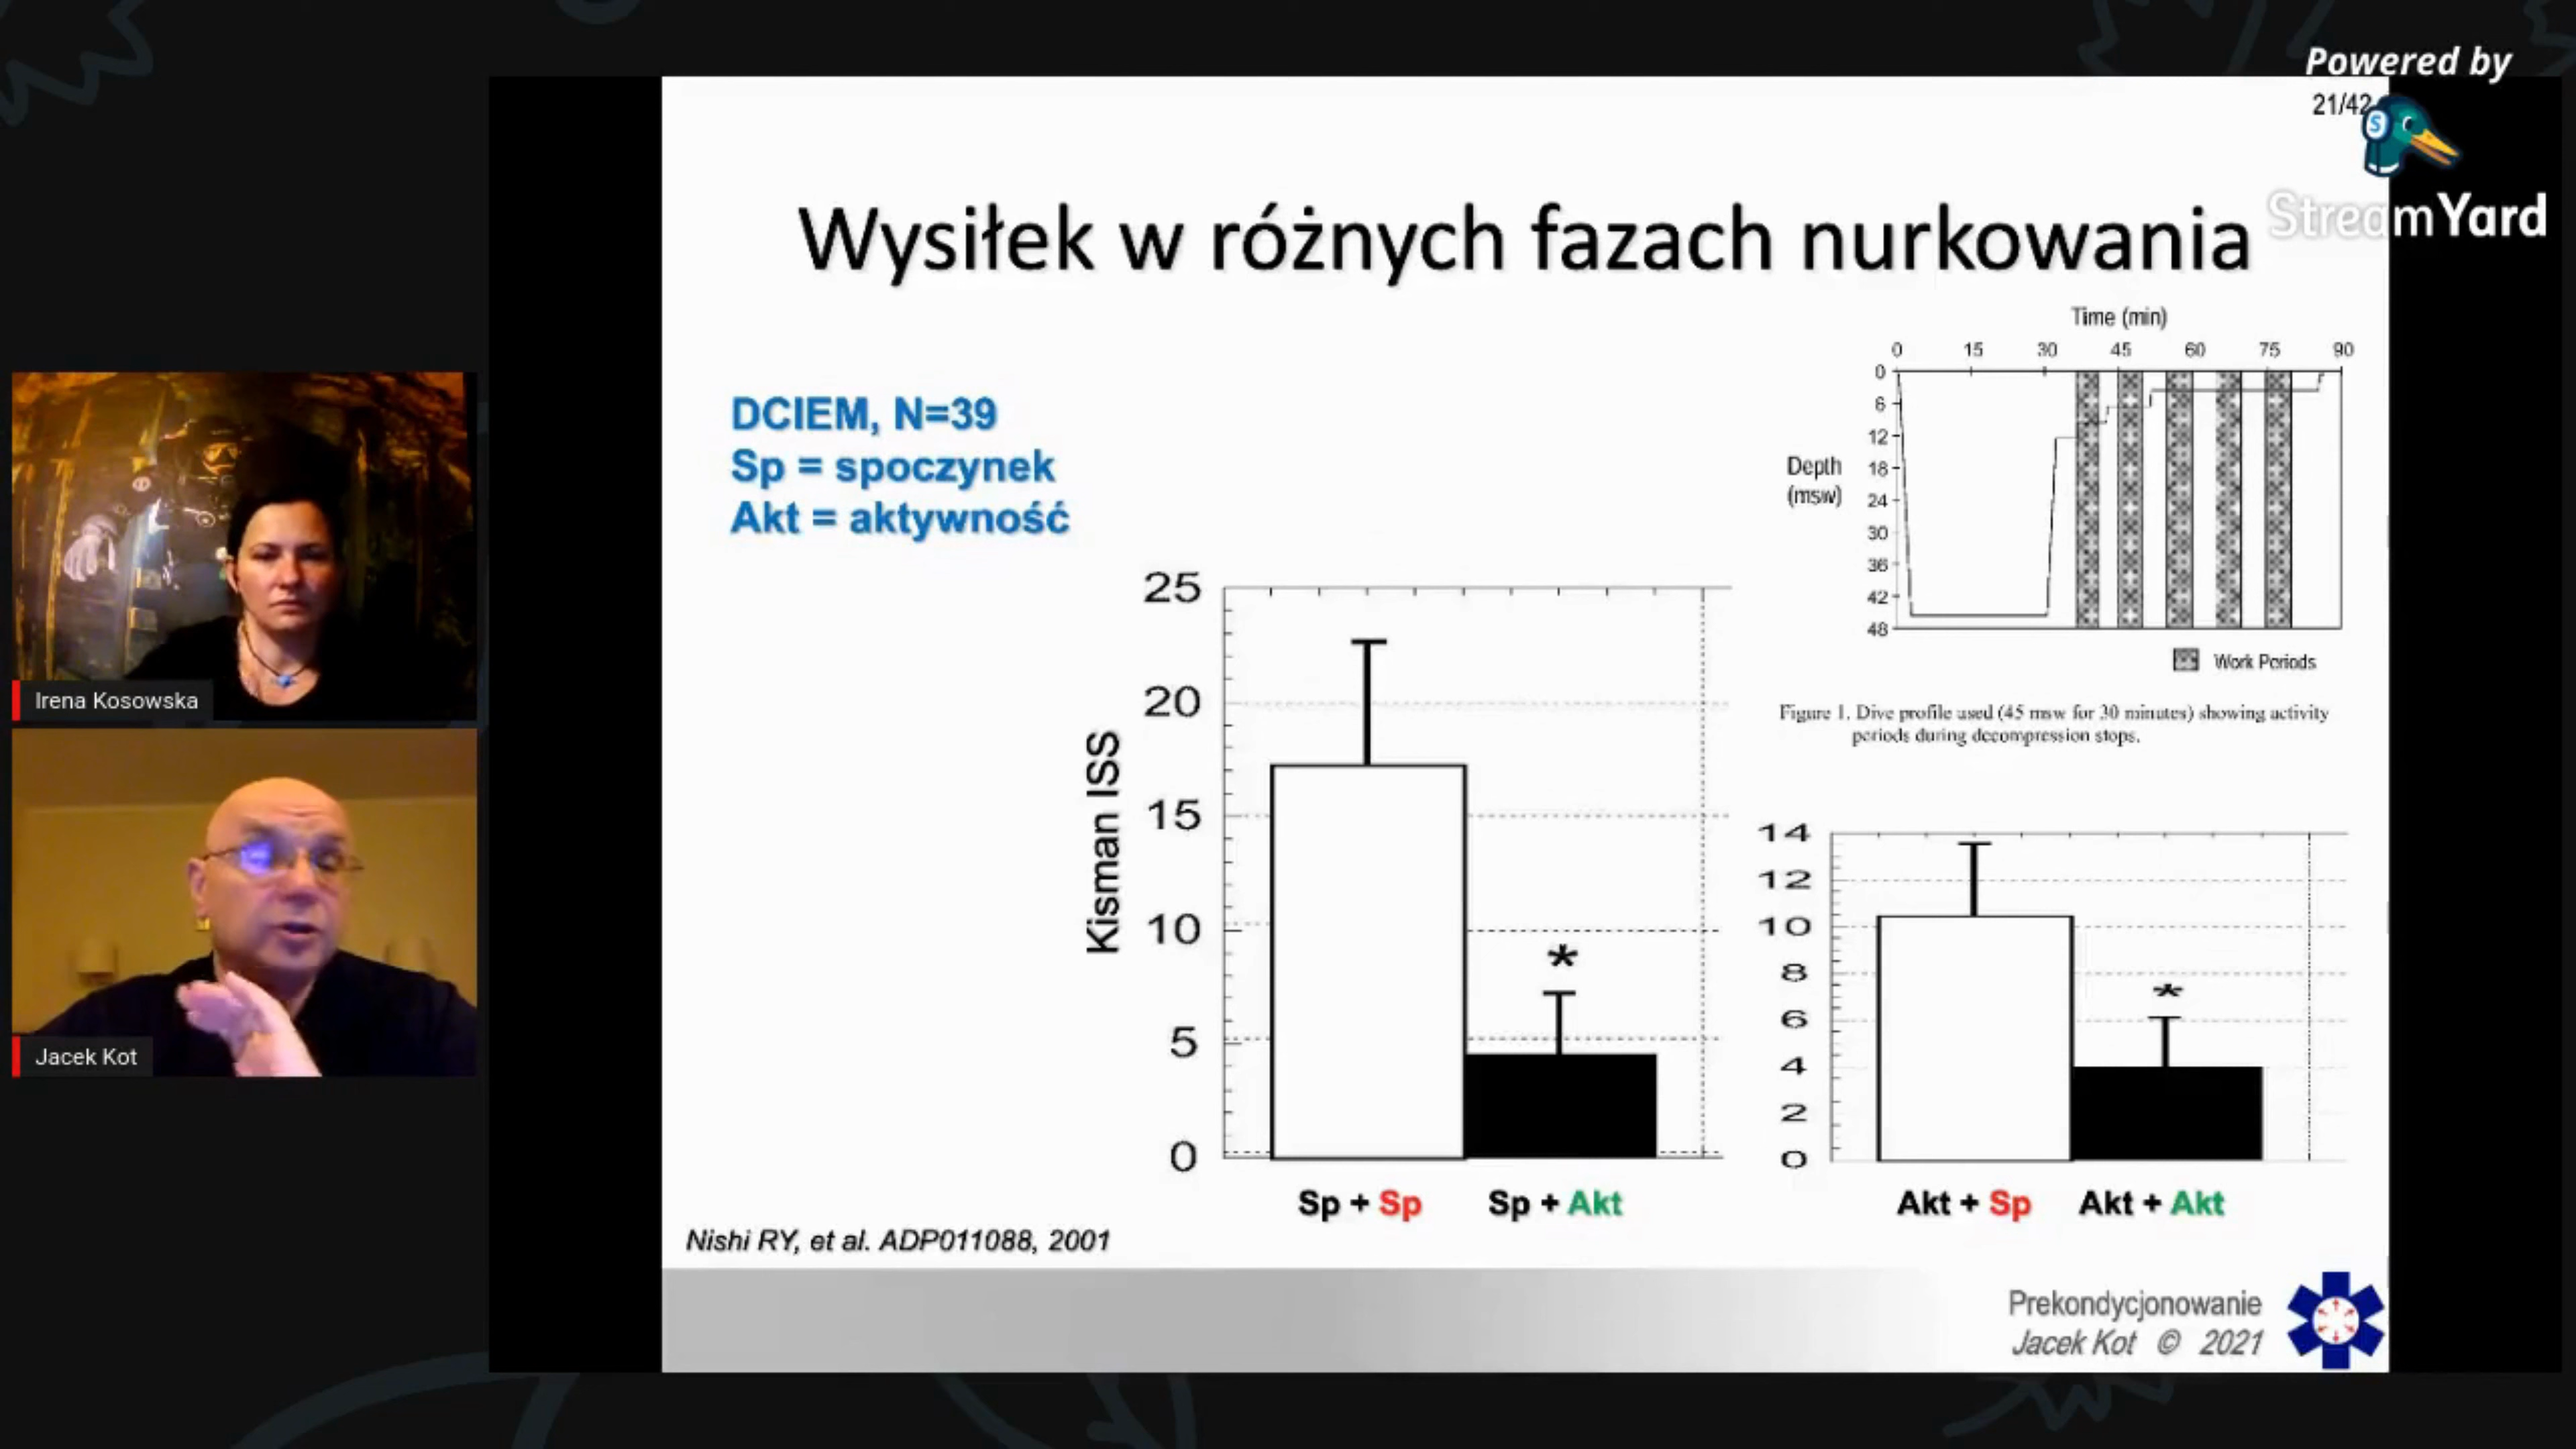 Powered by
StreamYard
21/42
Wysiłek w różnych fazach nurkowania
DCIEM, N=39
Sp = spoczynek
Akt = aktywność
Time (min)
0 15 30 45 60 75 90
Depth
(msw)
0
6
12
18
24
30
36
42
48
Work Periods
Figure 1. Dive profile used (45 msw for 30 minutes) showing activity
periods during decompression stops.
Kisman ISS
25
20
15
10
5
0
*
Sp + Sp Sp + Akt
14
12
10
8
6
4
2
0
*
Akt + Sp Akt + Akt
Nishi RY, et al. ADP011088, 2001
Prekondycjonowanie
Jacek Kot © 2021
Irena Kosowska
Jacek Kot